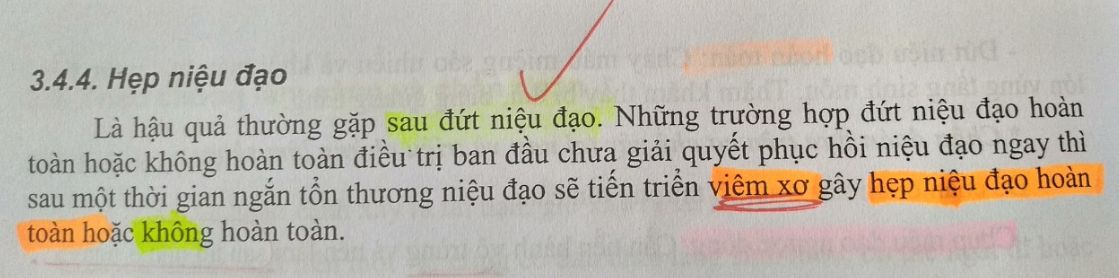 3.4.4. Hẹp niệu đạo
Là hậu quả thường gặp sau đứt niệu đạo. Những trường hợp đứt niệu đạo hoàn
toàn hoặc không hoàn toàn điều trị ban đầu chưa giải quyết phục hồi niệu đạo ngay thì
sau một thời gian ngắn tổn thương niệu đạo sẽ tiến triển viêm xơ gây hẹp niệu đạo hoàn
toàn hoặc không hoàn toàn.